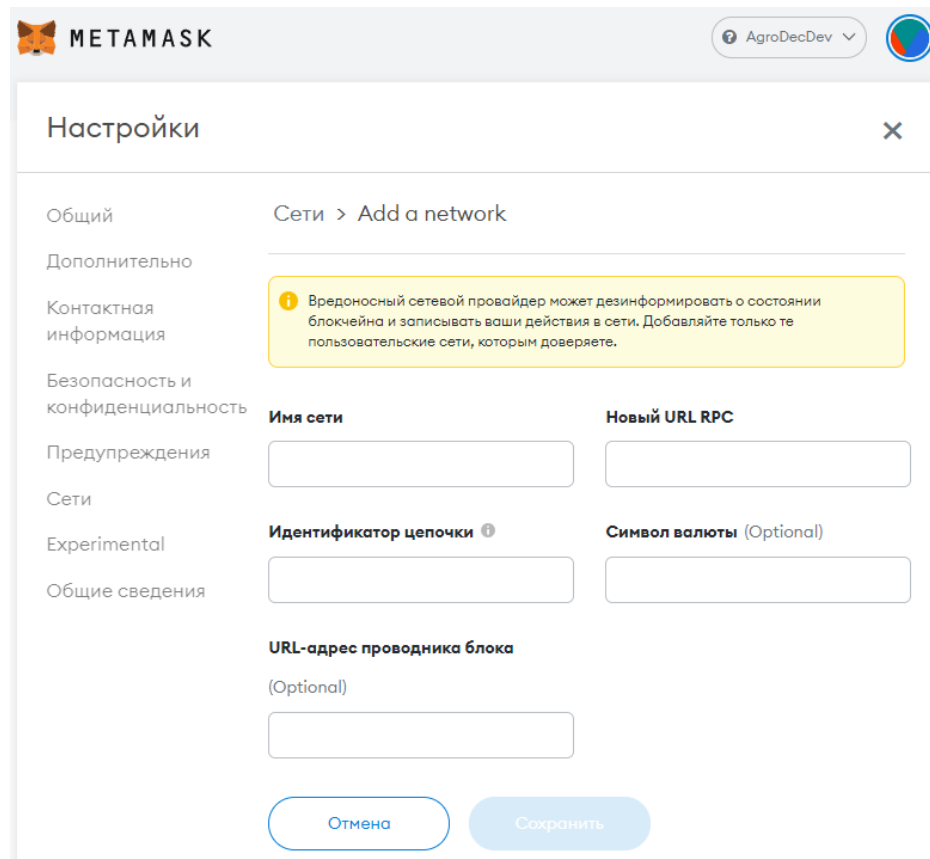 METAMASK
AgroDecDev
Настройки
Общий
Дополнительно
Контактная
информация
Безопасность и
конфиденциальность
Предупреждения
Сети
Experimental
Общие сведения
Сети > Add a network
Вредоносный сетевой провайдер может дезинформировать о состоянии
блокчейна и записывать ваши действия в сети. Добавляйте только те
пользовательские сети, которым доверяете.
Имя сети
Новый URL RPC
Идентификатор цепочки
Символ валюты (Optional)
URL-адрес проводника блока
(Optional)
Отмена
Сохранить